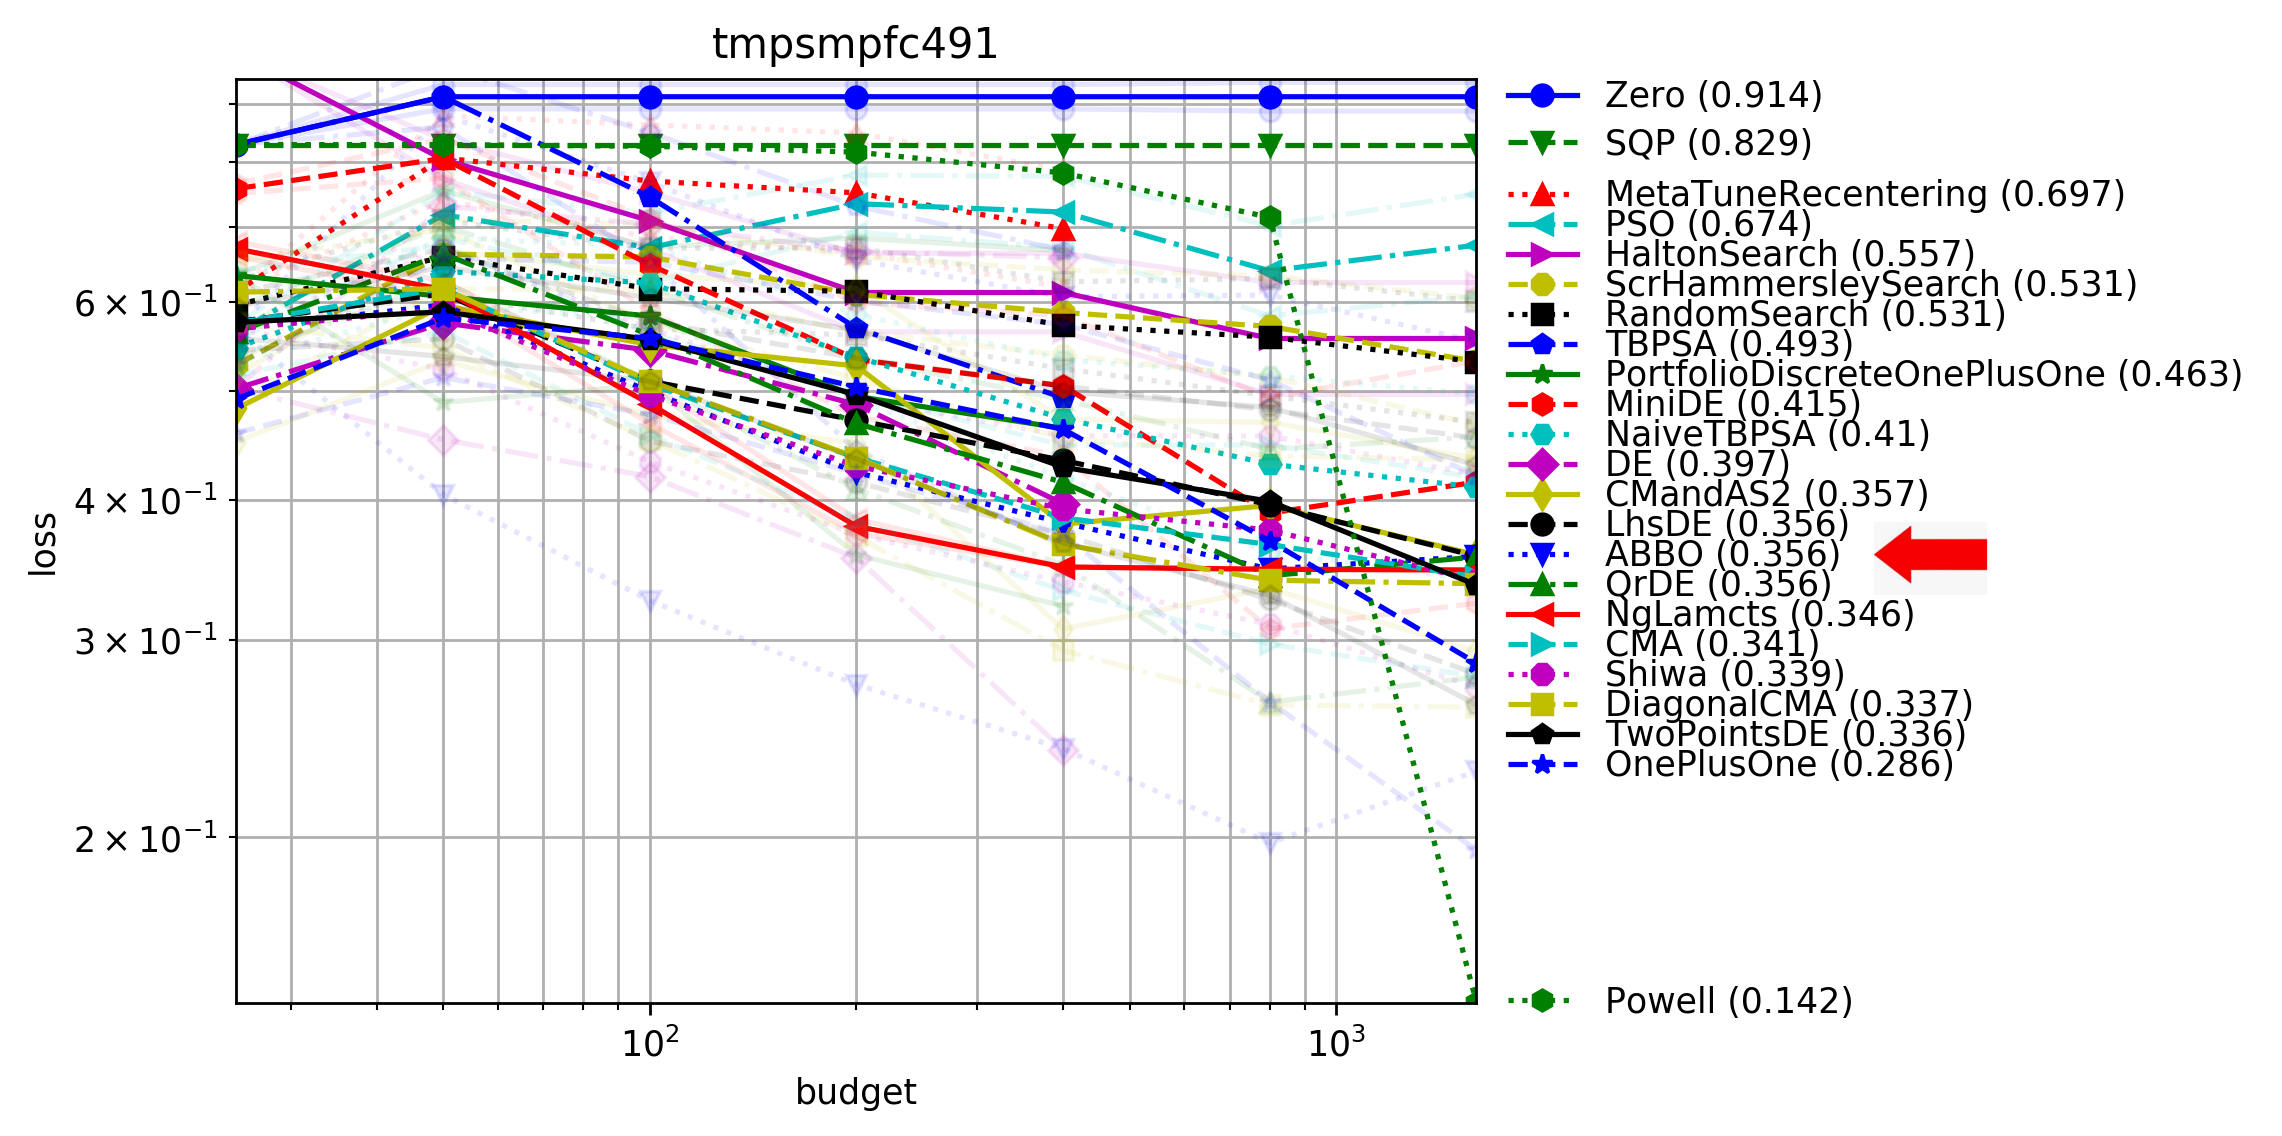 tmpsmpfc491
Zero (0.914)
SQP (0.829)
MetaTuneRecentering (0.697)
PSO (0.674)
HaltonSearch (0.557)
ScrHammersleySearch (0.531)
RandomSearch (0.531)
TBPSA (0.493)
PortfolioDiscreteOnePlusOne (0.463)
MiniDE (0.415)
NaiveTBPSA (0.41)
DE (0.397)
CMandAS2 (0.357)
LhsDE (0.356)
ABBO (0.356)
QrDE (0.356)
NgLamcts (0.346)
CMA (0.341)
Shiwa (0.339)
DiagonalCMA (0.337)
TwoPointsDE (0.336)
OnePlusOne (0.286)
Powell (0.142)
6 × 10⁻¹
4 × 10⁻¹
3 × 10⁻¹
2 × 10⁻¹
loss
10²
10³
budget